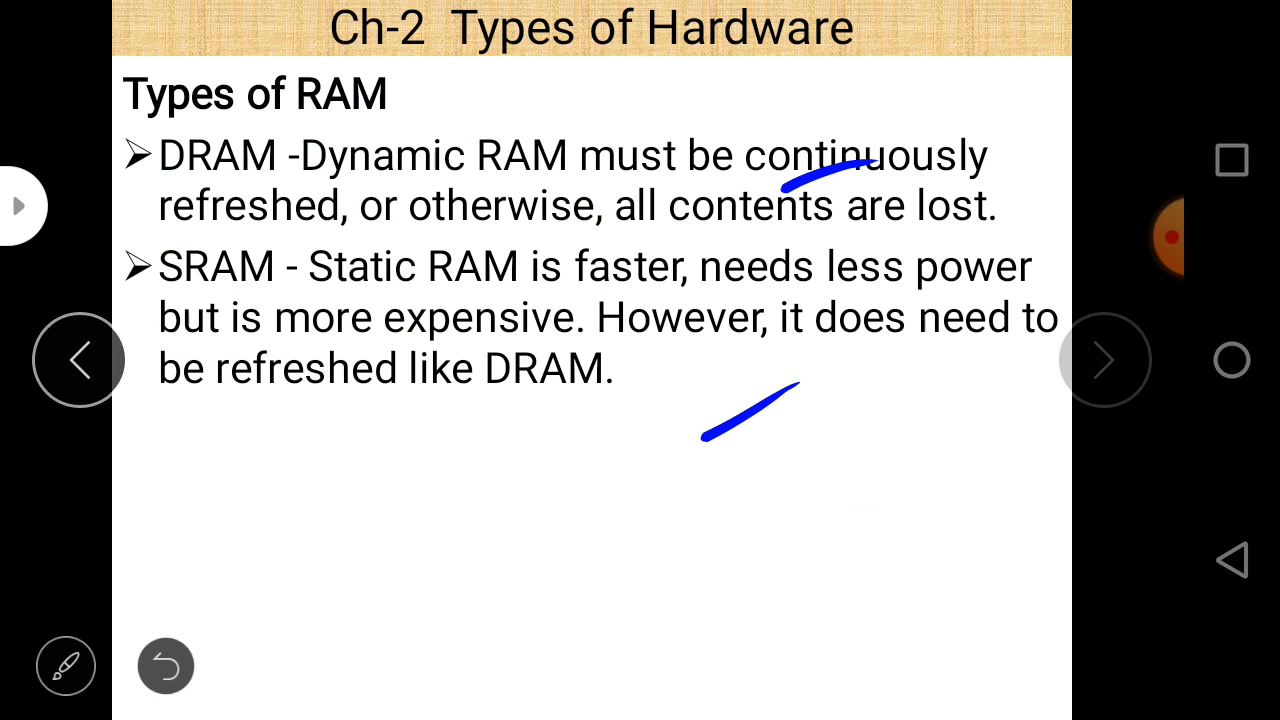 Ch-2 Types of Hardware
Types of RAM
➢DRAM -Dynamic RAM must be continuously
refreshed, or otherwise, all contents are lost.
➢SRAM - Static RAM is faster, needs less power
but is more expensive. However, it does need to
be refreshed like DRAM.